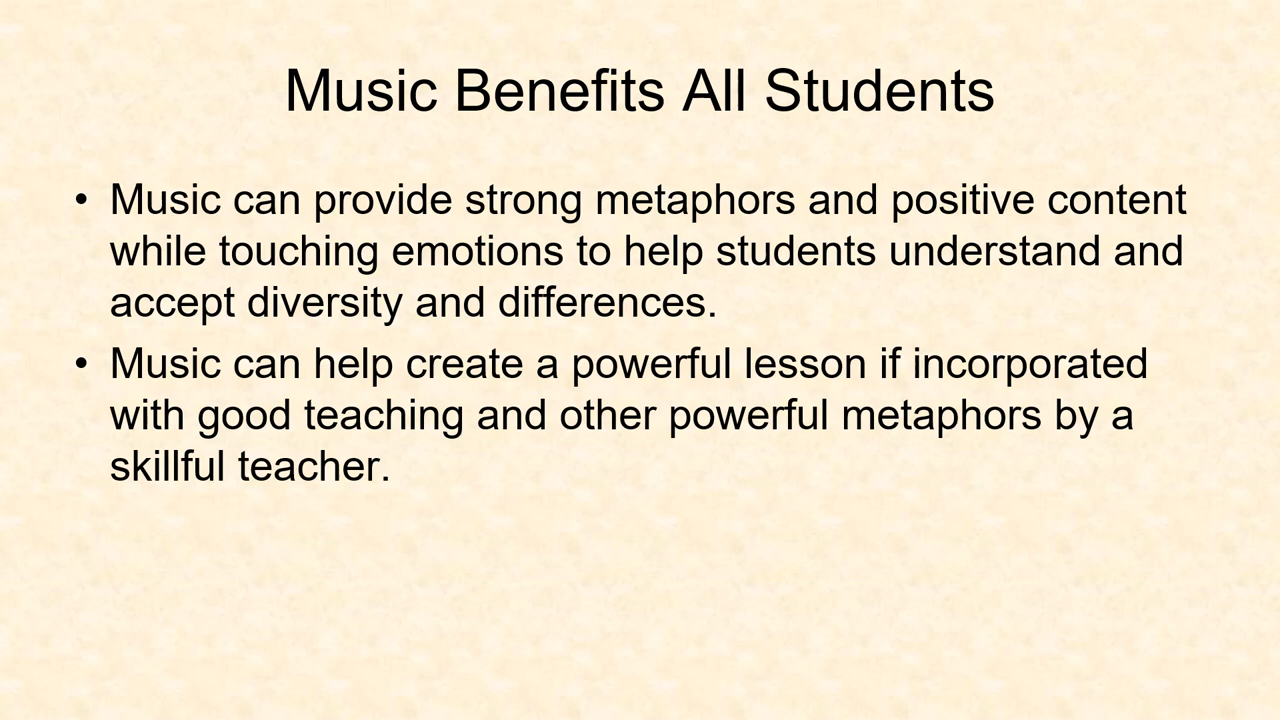 Music Benefits All Students
• Music can provide strong metaphors and positive content
while touching emotions to help students understand and
accept diversity and differences.
• Music can help create a powerful lesson if incorporated
with good teaching and other powerful metaphors by a
skillful teacher.